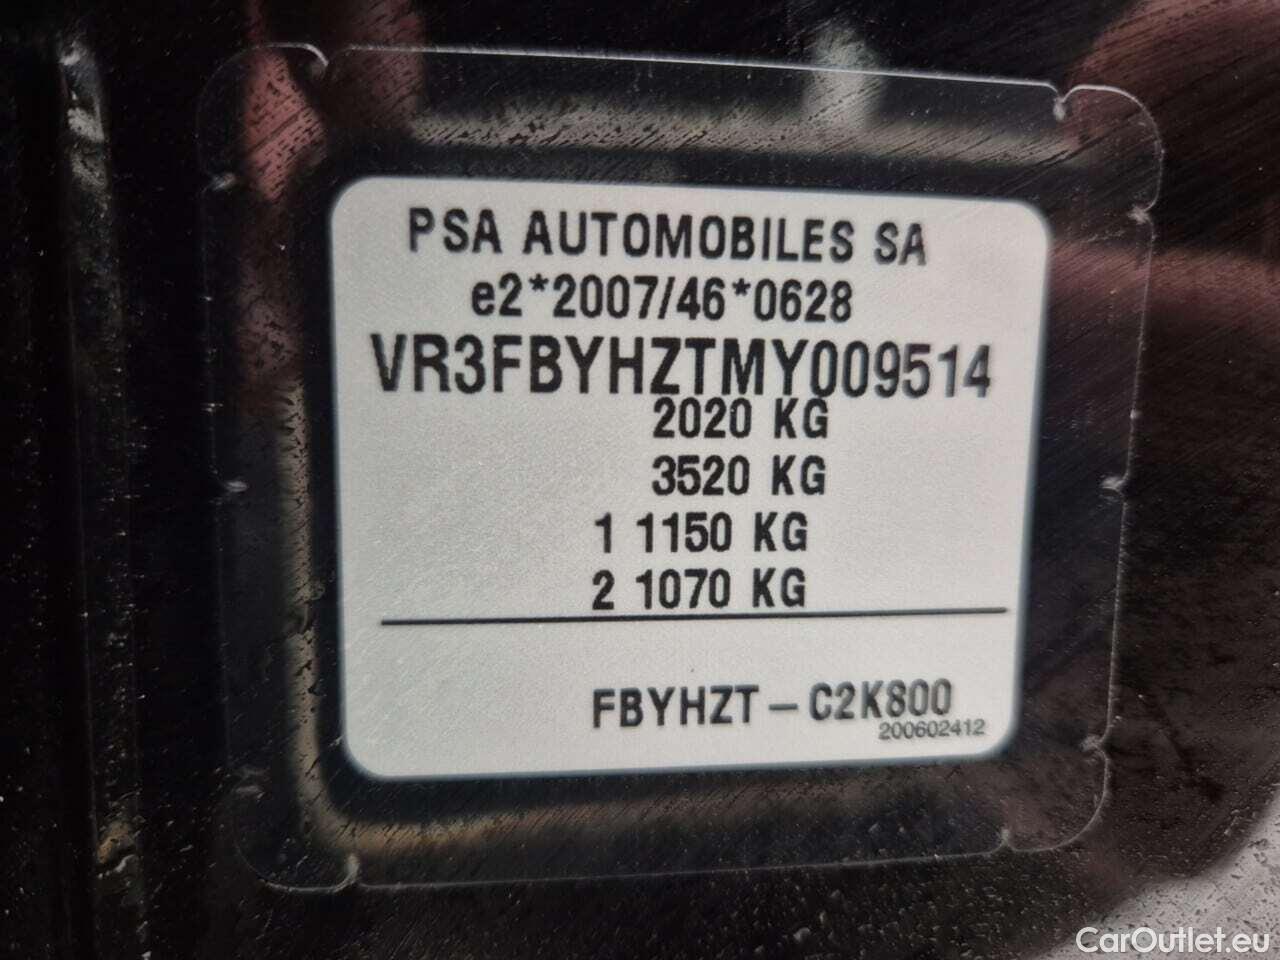 PSA AUTOMOBILES SA
e2*2007/46*0628
VR3FBYHZTMY009514
2020 KG
3520 KG
1 1150 KG
2 1070 KG
FBYHZT – C2K800
200602412
CarOutlet.eu